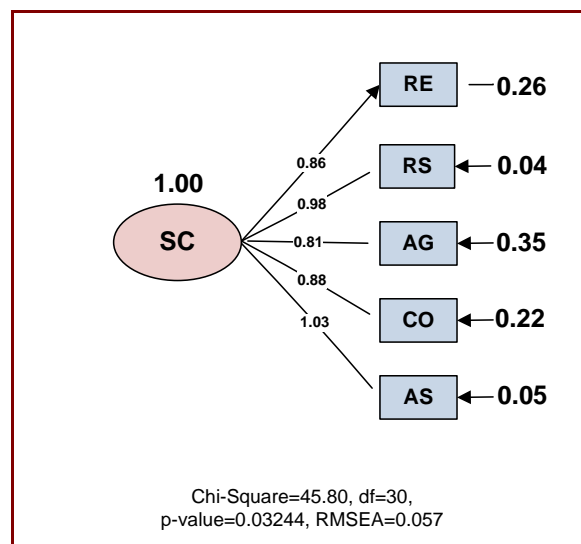 RE
0.26
0.86
1.00
RS
0.04
0.98
SC
0.81
AG
0.35
0.88
CO
0.22
1.03
AS
0.05
Chi-Square=45.80, df=30,
p-value=0.03244, RMSEA=0.057